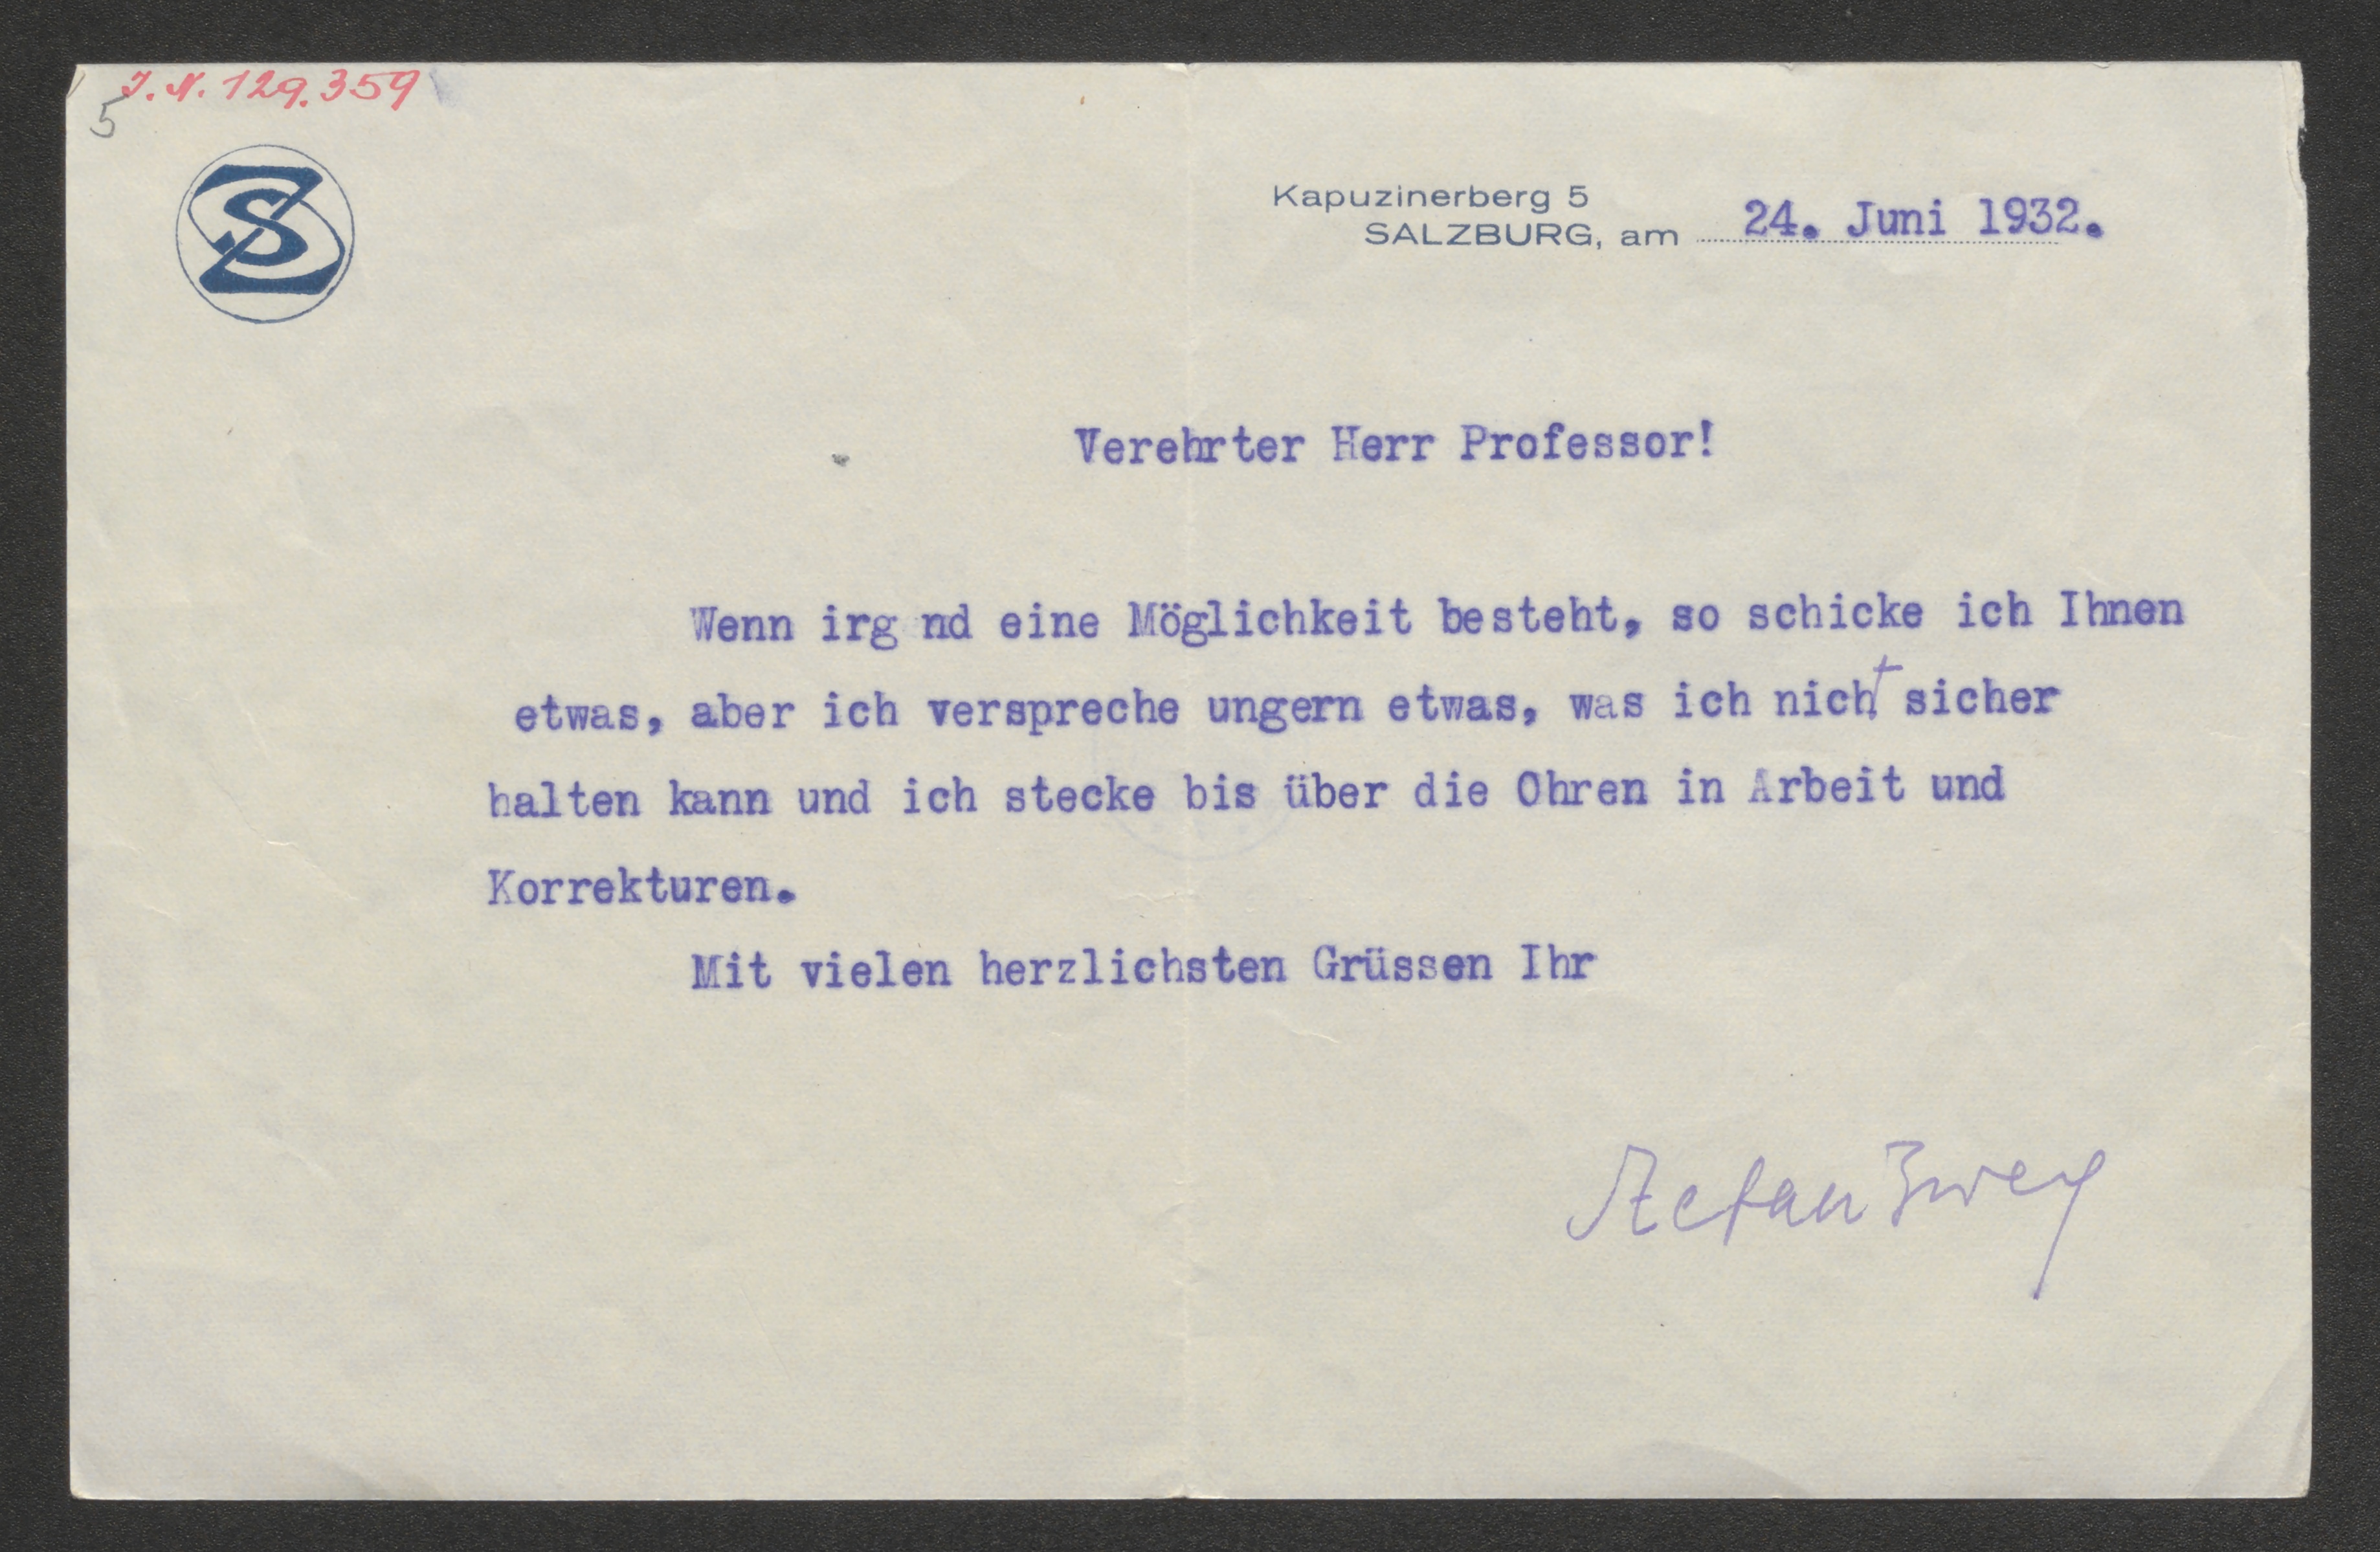 J. N. 129.359
5
SZ
Kapuzinerberg 5
SALZBURG, am 24. Juni 1932.
Verehrter Herr Professor!
Wenn irg nd eine Möglichkeit besteht, so schicke ich Ihnen
etwas, aber ich verspreche ungern etwas, was ich nicht sicher
halten kann und ich stecke bis über die Ohren in Arbeit und
Korrekturen.
Mit vielen herzlichsten Grüssen Ihr
Stefan Zweig